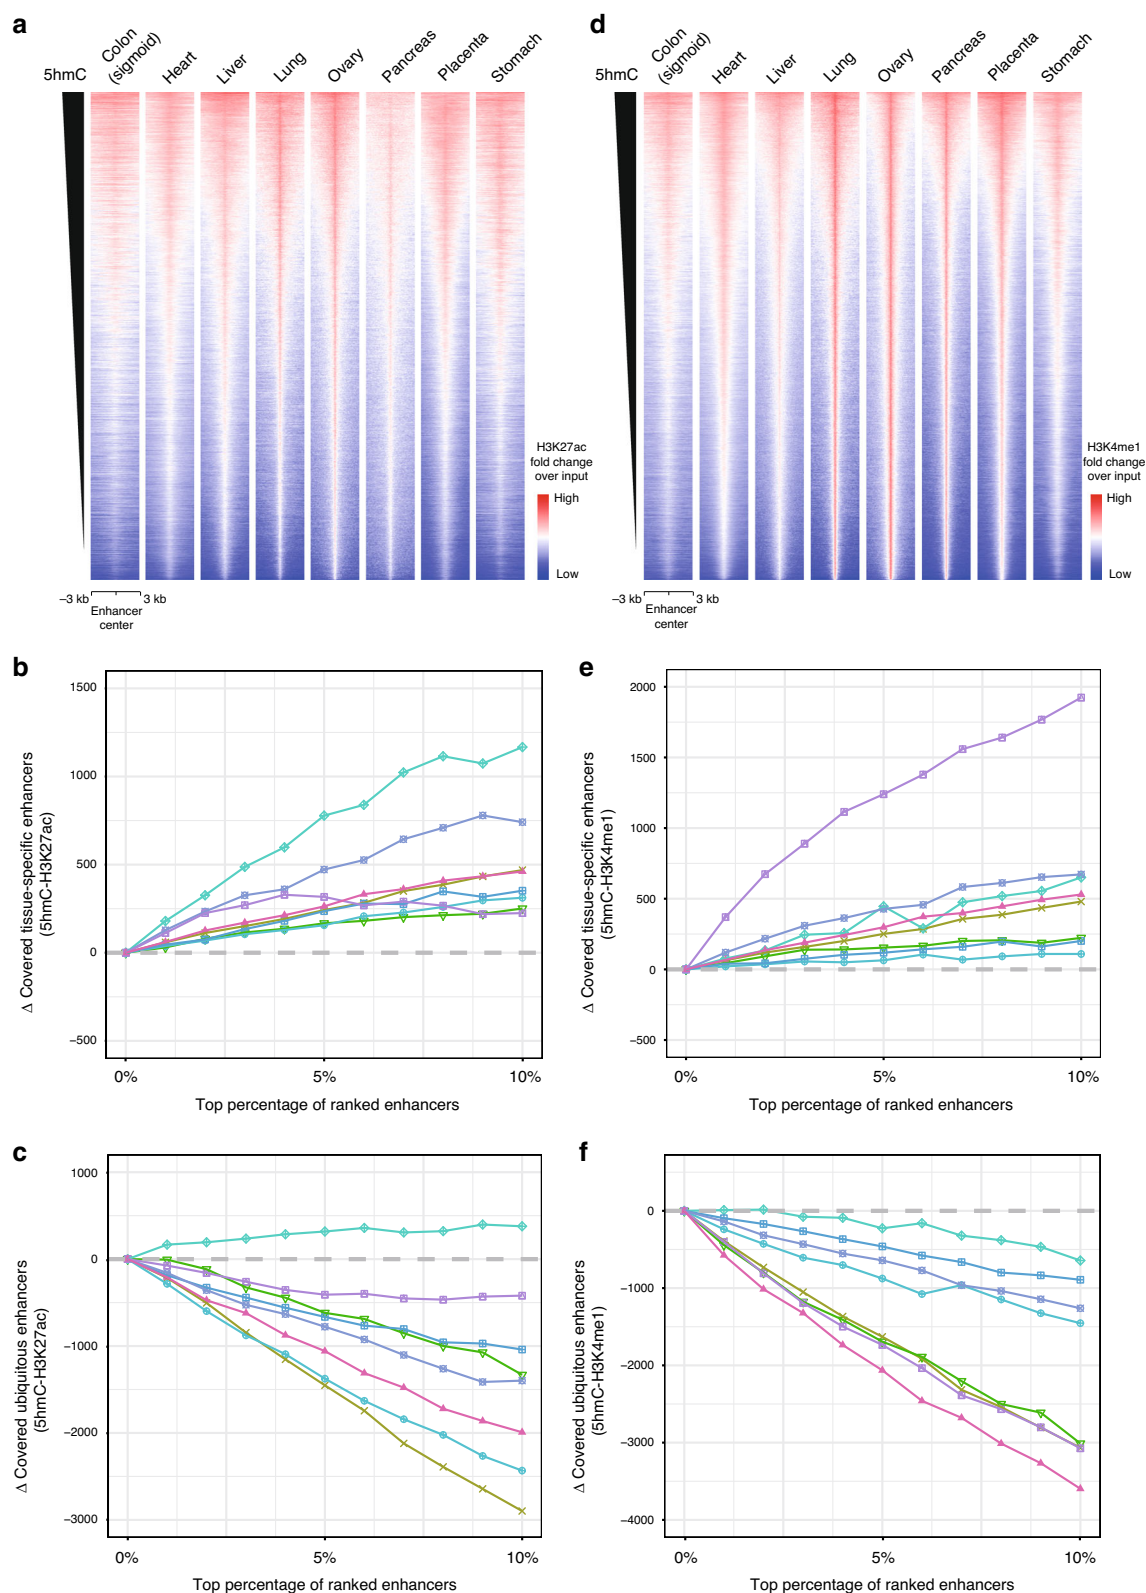 a
5hmC
Colon
(sigmoid)
Heart
Liver
Lung
Ovary
Pancreas
Placenta
Stomach
H3K27ac
fold change
over input
High
Low
−3 kb
3 kb
Enhancer
center
d
5hmC
Colon
(sigmoid)
Heart
Liver
Lung
Ovary
Pancreas
Placenta
Stomach
H3K4me1
fold change
over input
High
Low
−3 kb
3 kb
Enhancer
center
b
Δ Covered tissue-specific enhancers
(5hmC-H3K27ac)
1500
1000
500
0
−500
0%
5%
10%
Top percentage of ranked enhancers
e
Δ Covered tissue-specific enhancers
(5hmC-H3K4me1)
2000
1500
1000
500
0
−500
0%
5%
10%
Top percentage of ranked enhancers
c
Δ Covered ubiquitous enhancers
(5hmC-H3K27ac)
1000
0
−1000
−2000
−3000
0%
5%
10%
Top percentage of ranked enhancers
f
Δ Covered ubiquitous enhancers
(5hmC-H3K4me1)
0
−1000
−2000
−3000
−4000
0%
5%
10%
Top percentage of ranked enhancers